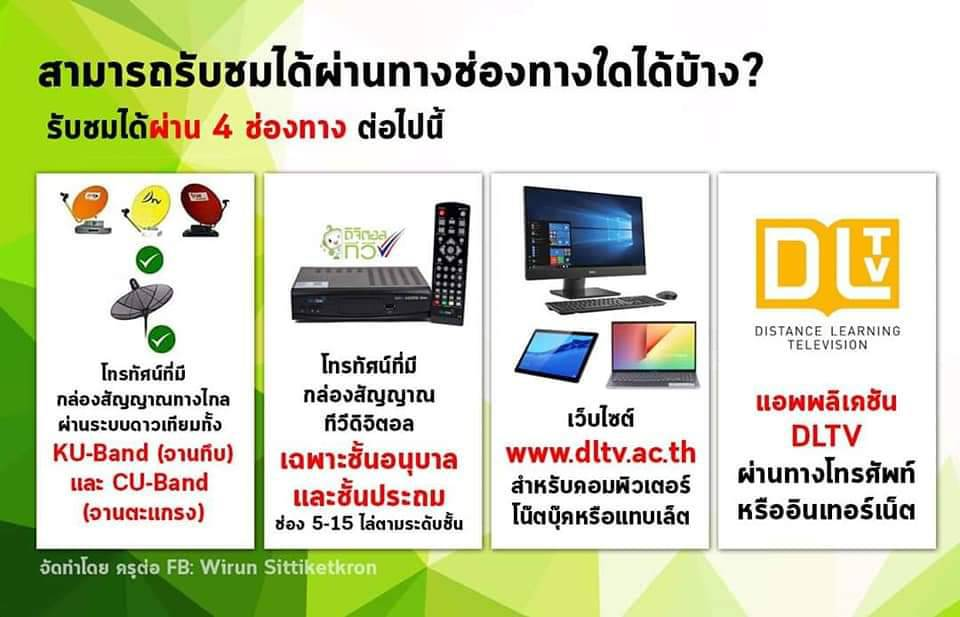 สามารถรับชมได้ผ่านทางช่องทางใดได้บ้าง?
รับชมได้ผ่าน 4 ช่องทาง ต่อไปนี้
DTV
โทรทัศน์ที่มี
กล่องสัญญาณทางไกล
ผ่านระบบดาวเทียมทั้ง
KU-Band (จานทึบ)
และ CU-Band
(จานตะแกรง)
ดิจิตอล
ทีวี
โทรทัศน์ที่มี
กล่องสัญญาณ
ทีวีดิจิตอล
เฉพาะชั้นอนุบาล
และชั้นประถม
ช่อง 5-15 ไล่ตามระดับชั้น
เว็บไซต์
www.dltv.ac.th
สำหรับคอมพิวเตอร์
โน๊ตบุ๊คหรือแทบเล็ต
DLTV
DISTANCE LEARNING
TELEVISION
แอพพลิเคชัน
DLTV
ผ่านทางโทรศัพท์
หรืออินเทอร์เน็ต
จัดทำโดย ครูต่อ FB: Wirun Sittiketkron